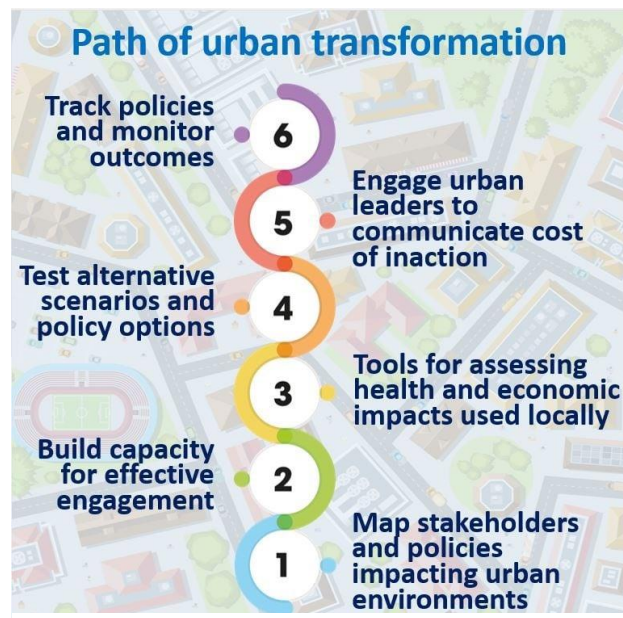 Path of urban transformation
Track policies
and monitor
outcomes
6
Engage urban
leaders to
communicate cost
of inaction
5
Test alternative
scenarios and
policy options
4
Tools for assessing
health and economic
impacts used locally
3
Build capacity
for effective
engagement
2
Map stakeholders
and policies
impacting urban
environments
1